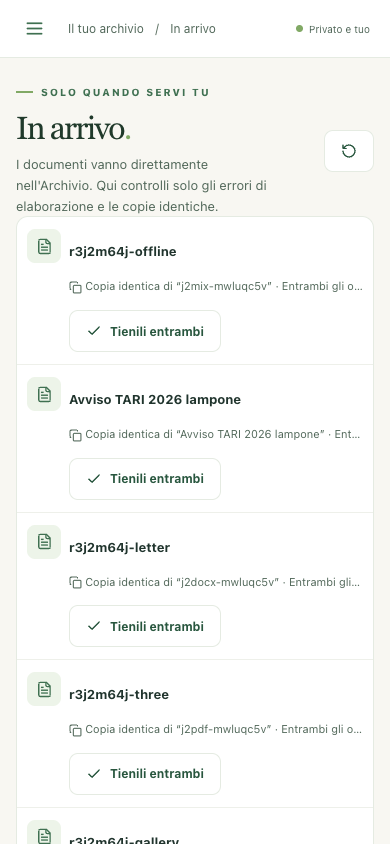 Il tuo archivio / In arrivo
Privato e tuo
SOLO QUANDO SERVI TU
In arrivo.
I documenti vanno direttamente
nell'Archivio. Qui controlli solo gli errori di
elaborazione e le copie identiche.
r3j2m64j-offline
Copia identica di “j2mix-mwluqc5v” · Entrambi gli o…
Tienili entrambi
Avviso TARI 2026 lampone
Copia identica di “Avviso TARI 2026 lampone” · Ent…
Tienili entrambi
r3j2m64j-letter
Copia identica di “j2docx-mwluqc5v” · Entrambi gli…
Tienili entrambi
r3j2m64j-three
Copia identica di “j2pdf-mwluqc5v” · Entrambi gli o…
Tienili entrambi
r3j2m64j-gallery